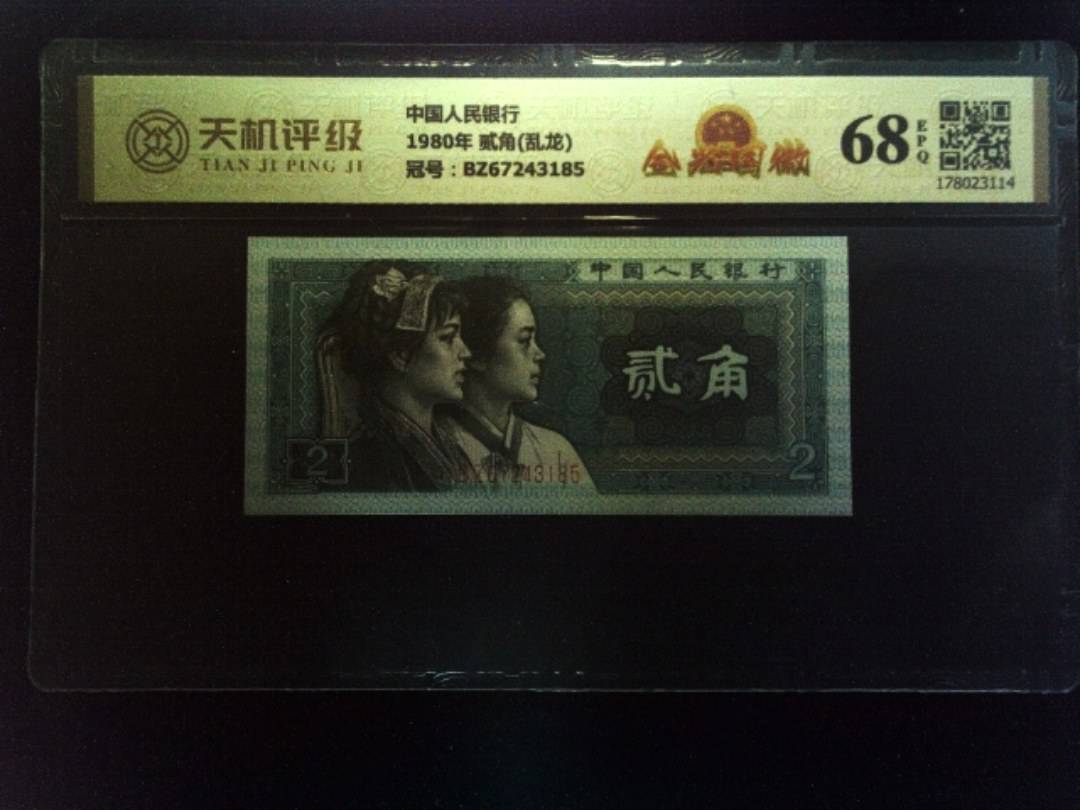 天机评级
TIAN JI PING JI
中国人民银行
1980年 贰角(乱龙)
冠号：BZ67243185
金龙国徽
68
EPQ
178023114
中国人民银行
贰角
2
BZ67243185
2